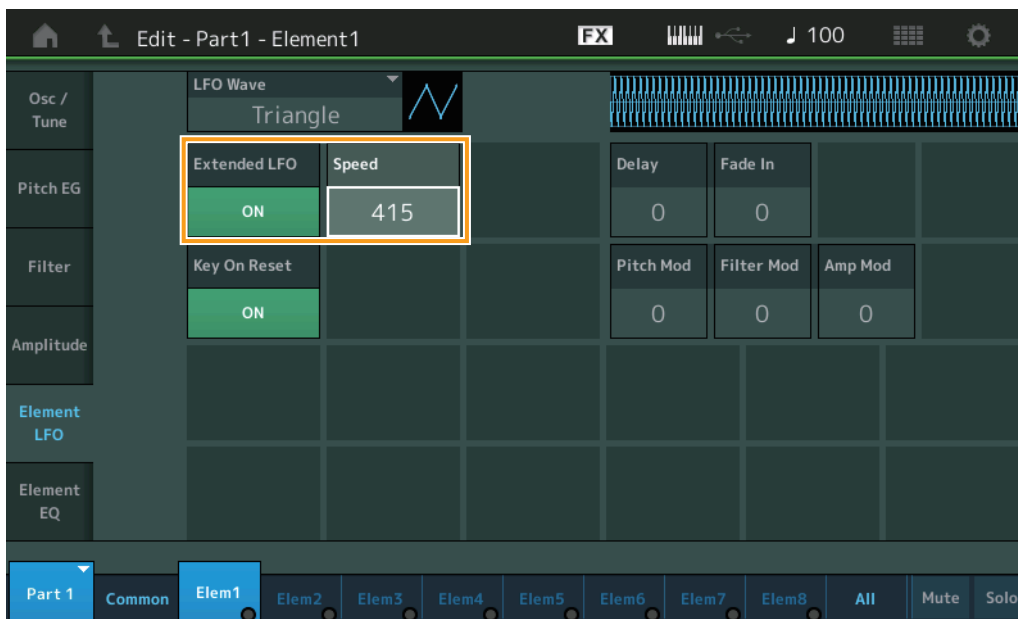 Edit - Part1 - Element1 FX ♩ 100
Osc / Tune
Pitch EG
Filter
Amplitude
Element LFO
Element EQ
LFO Wave
Triangle
Extended LFO Speed
ON 415
Delay Fade In
0 0
Key On Reset
ON
Pitch Mod Filter Mod Amp Mod
0 0 0
Part 1 Common Elem1 Elem2 Elem3 Elem4 Elem5 Elem6 Elem7 Elem8 All Mute Solo